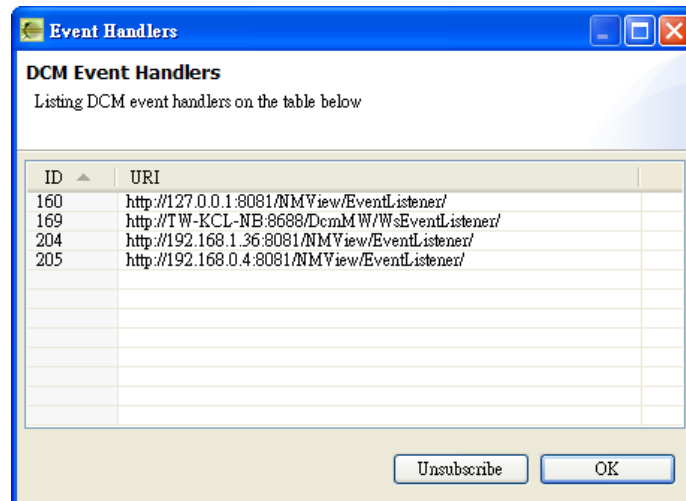 Event Handlers
DCM Event Handlers
Listing DCM event handlers on the table below
ID URI
160 http://127.0.0.1:8081/NMView/EventListener/
169 http://TW-KCL-NB:8688/DcmMW/WsEventListener/
204 http://192.168.1.36:8081/NMView/EventListener/
205 http://192.168.0.4:8081/NMView/EventListener/
Unsubscribe OK